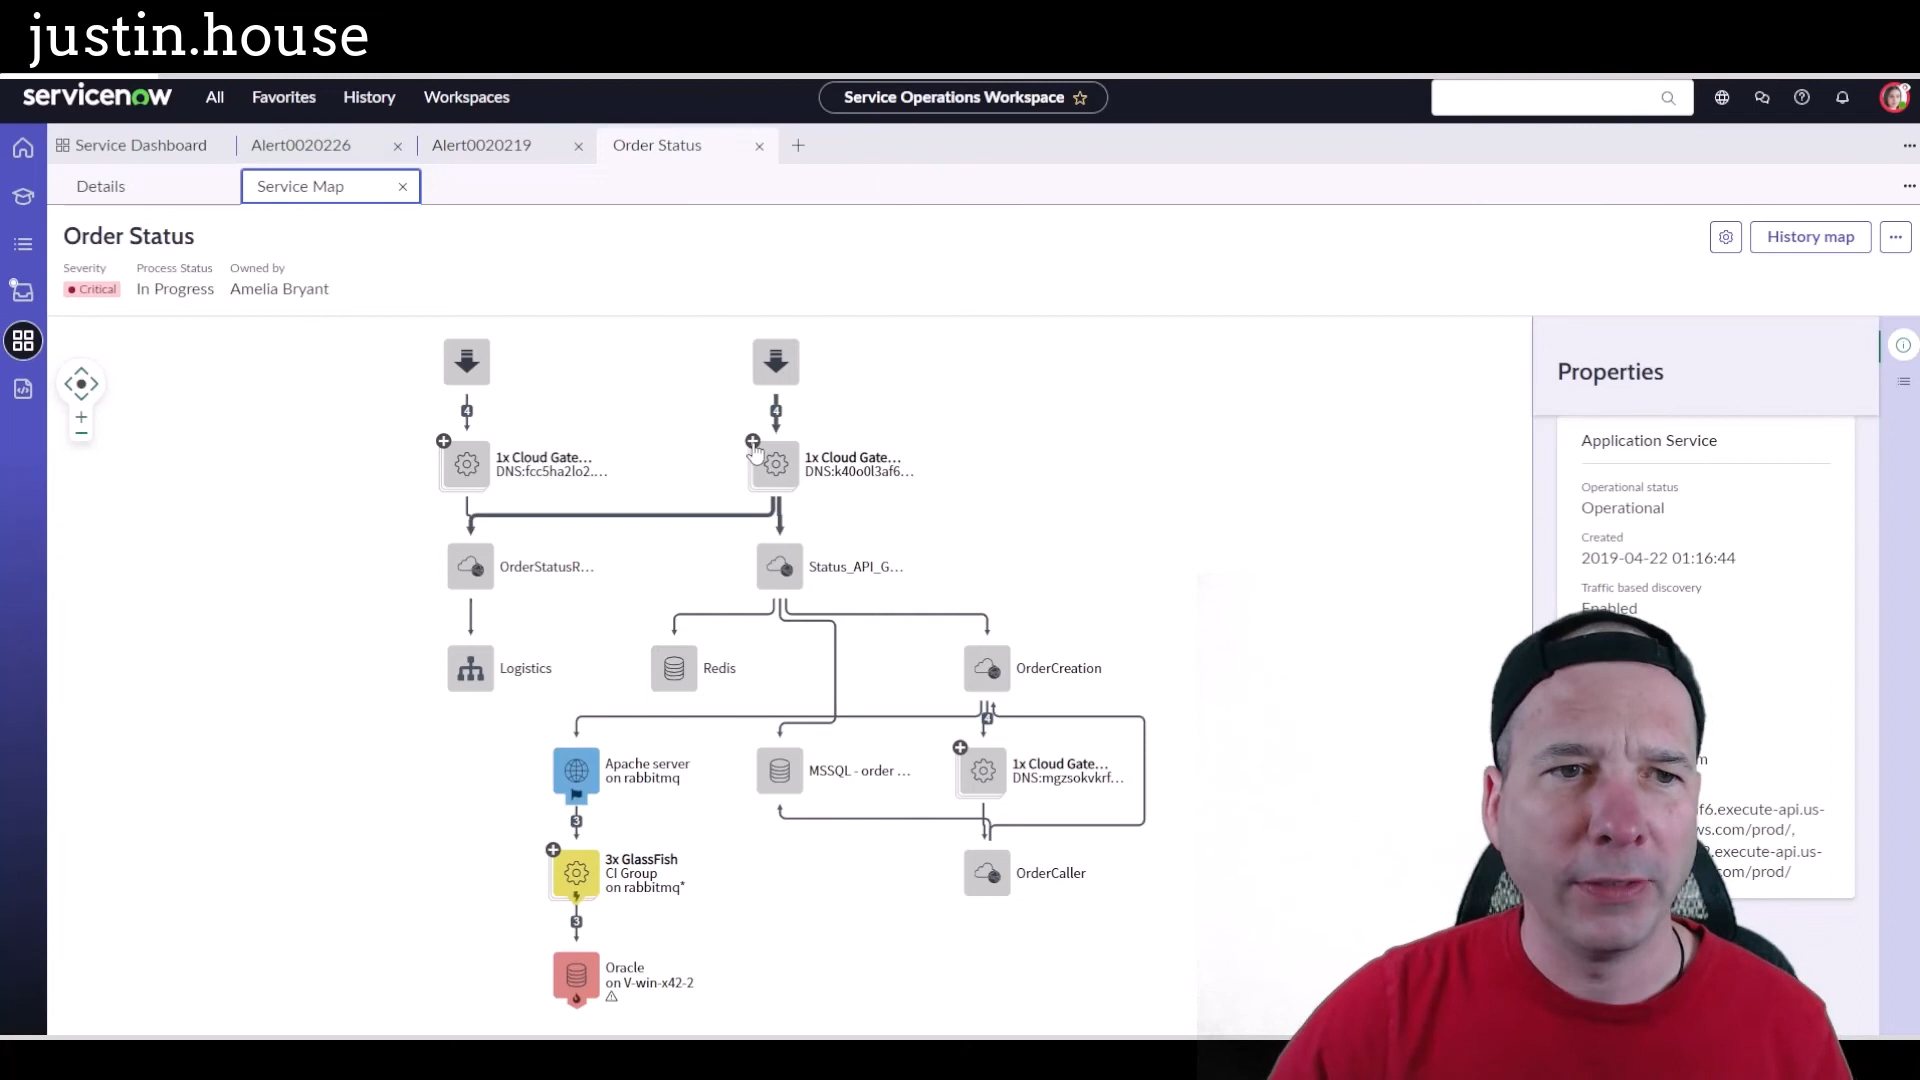 justin.house
servicenow
All
Favorites
History
Workspaces
Service Operations Workspace
Service Dashboard
Alert0020226
Alert0020219
Order Status
Details
Service Map
Order Status
History map
Severity
Process Status
Owned by
Critical
In Progress
Amelia Bryant
4
4
1x Cloud Gate...
DNS:fcc5ha2lo2....
1x Cloud Gate...
DNS:k40o0l3af6...
OrderStatusR...
Status_API_G...
Logistics
Redis
OrderCreation
4
Apache server
on rabbitmq
MSSQL - order ...
1x Cloud Gate...
DNS:mgzsokvkrf...
3
3x GlassFish
CI Group
on rabbitmq*
OrderCaller
3
Oracle
on V-win-x42-2
Properties
Application Service
Operational status
Operational
Created
2019-04-22 01:16:44
Traffic based discovery
Enabled
f6.execute-api.us-
ws.com/prod/,
.execute-api.us-
com/prod/